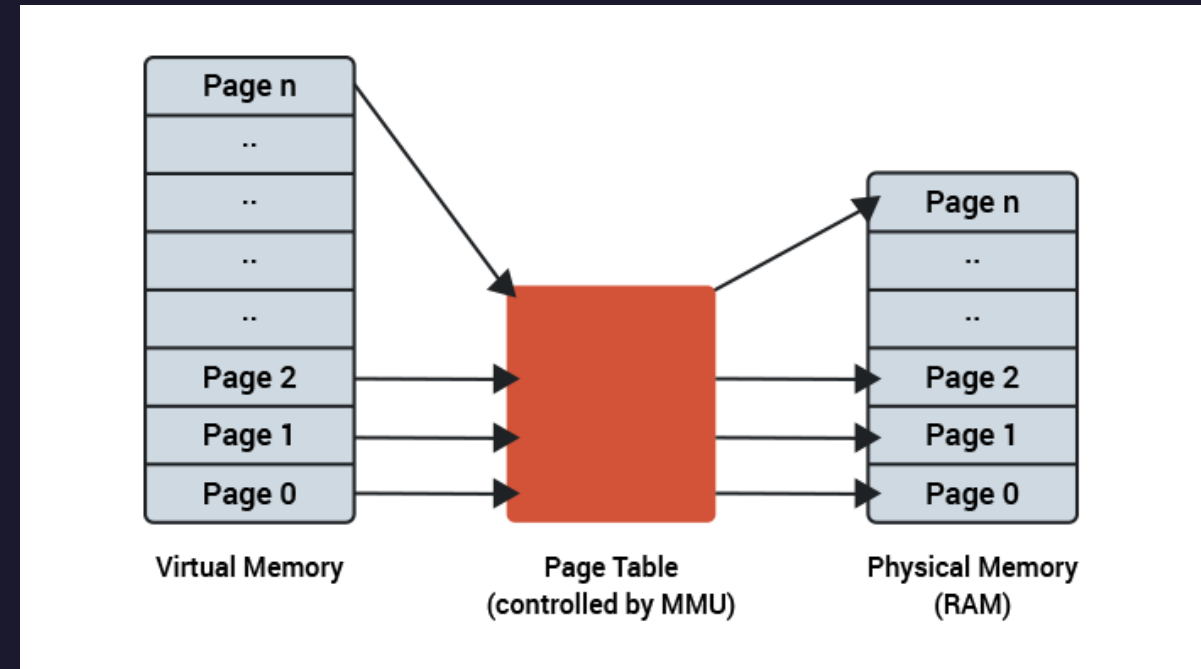 Page n
..
..
..
..
Page 2
Page 1
Page 0
Virtual Memory
Page Table
(controlled by MMU)
Page n
..
..
Page 2
Page 1
Page 0
Physical Memory
(RAM)